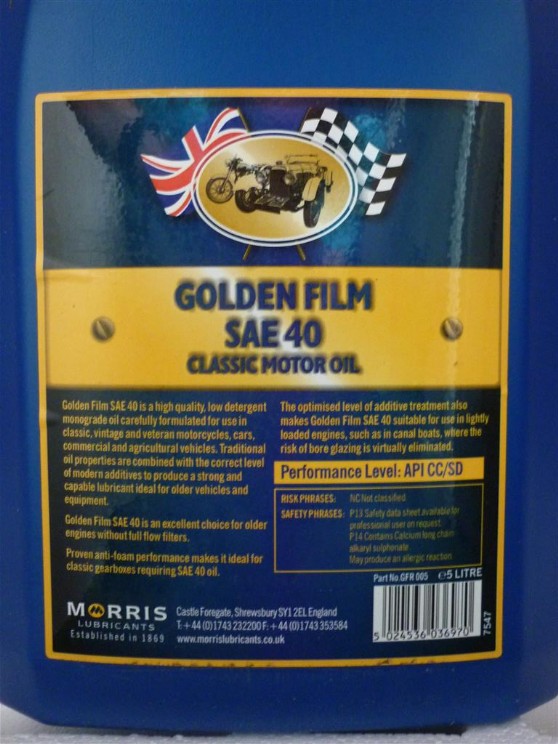 GOLDEN FILM
SAE 40
CLASSIC MOTOR OIL
Golden Film SAE 40 is a high quality, low detergent
monograde oil carefully formulated for use in
classic, vintage and veteran motorcycles, cars,
commercial and agricultural vehicles. Traditional
oil properties are combined with the correct level
of modern additives to produce a strong and
capable lubricant ideal for older vehicles and
equipment.
Golden Film SAE 40 is an excellent choice for older
engines without full flow filters.
Proven anti-foam performance makes it ideal for
classic gearboxes requiring SAE 40 oil.
The optimised level of additive treatment also
makes Golden Film SAE 40 suitable for use in lightly
loaded engines, such as in canal boats, where the
risk of bore glazing is virtually eliminated.
Performance Level: API CC/SD
RISK PHRASES: NC Not classified
SAFETY PHRASES: P13 Safety data sheet available for
professional user on request.
P14 Contains Calcium long chain
alkaryl sulphonate
May produce an allergic reaction
Part No.GFR 005 ℮5 LITRE
MORRIS
LUBRICANTS
Established in 1869
Castle Foregate, Shrewsbury SY1 2EL England
T: +44 (0)1743 232200 F: +44 (0)1743 353584
www.morrislubricants.co.uk
5 024536 036970
7547